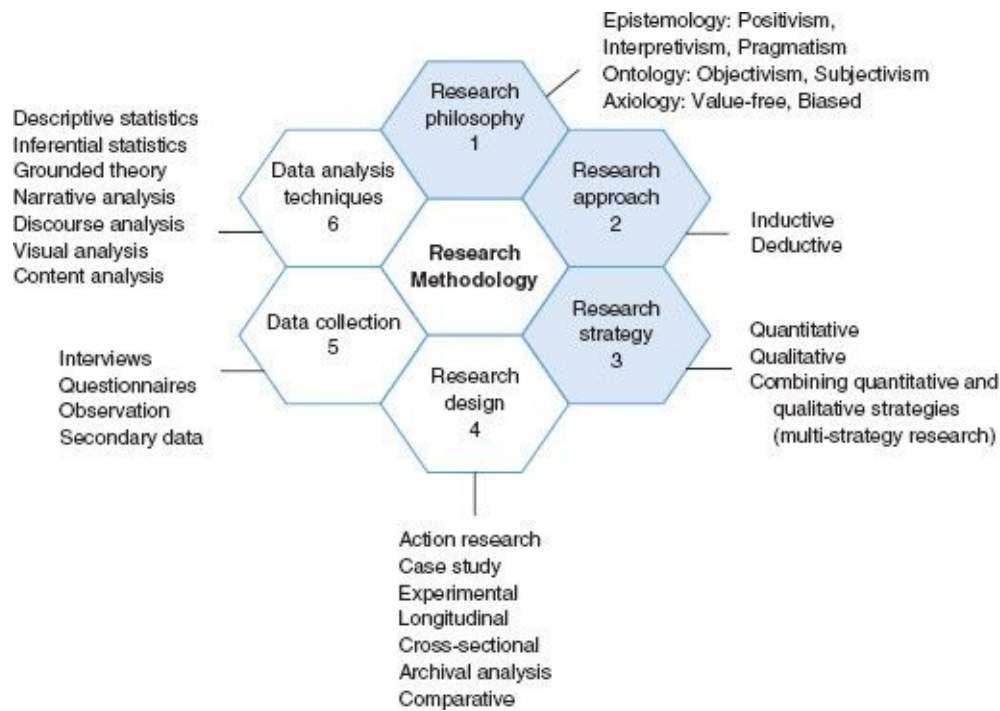 Epistemology: Positivism,
Interpretivism, Pragmatism
Ontology: Objectivism, Subjectivism
Axiology: Value-free, Biased
Research
philosophy
1
Descriptive statistics
Inferential statistics
Grounded theory
Narrative analysis
Discourse analysis
Visual analysis
Content analysis
Data analysis
techniques
6
Research
approach
2
Inductive
Deductive
Research
Methodology
Data collection
5
Research
strategy
3
Quantitative
Qualitative
Combining quantitative and
qualitative strategies
(multi-strategy research)
Interviews
Questionnaires
Observation
Secondary data
Research
design
4
Action research
Case study
Experimental
Longitudinal
Cross-sectional
Archival analysis
Comparative